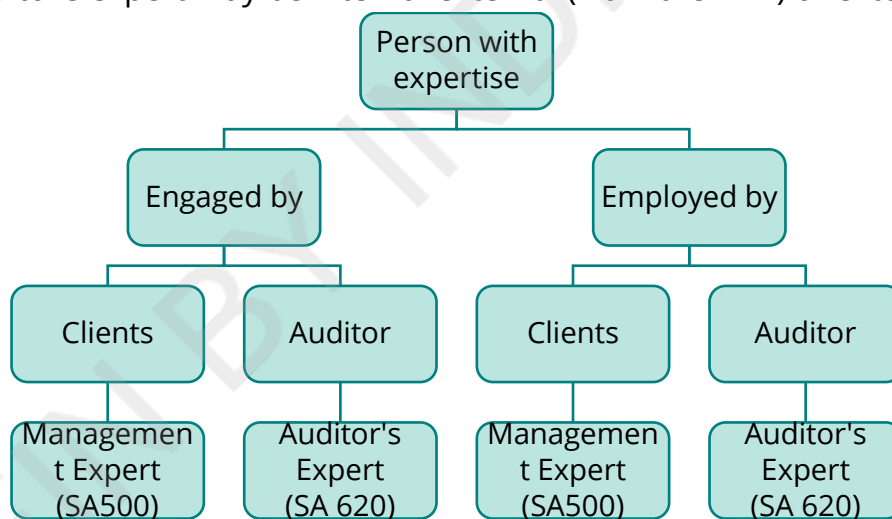 Person with
expertise
Engaged by
Employed by
Clients
Auditor
Clients
Auditor
Managemen
t Expert
(SA500)
Auditor's
Expert
(SA 620)
Managemen
t Expert
(SA500)
Auditor's
Expert
(SA 620)